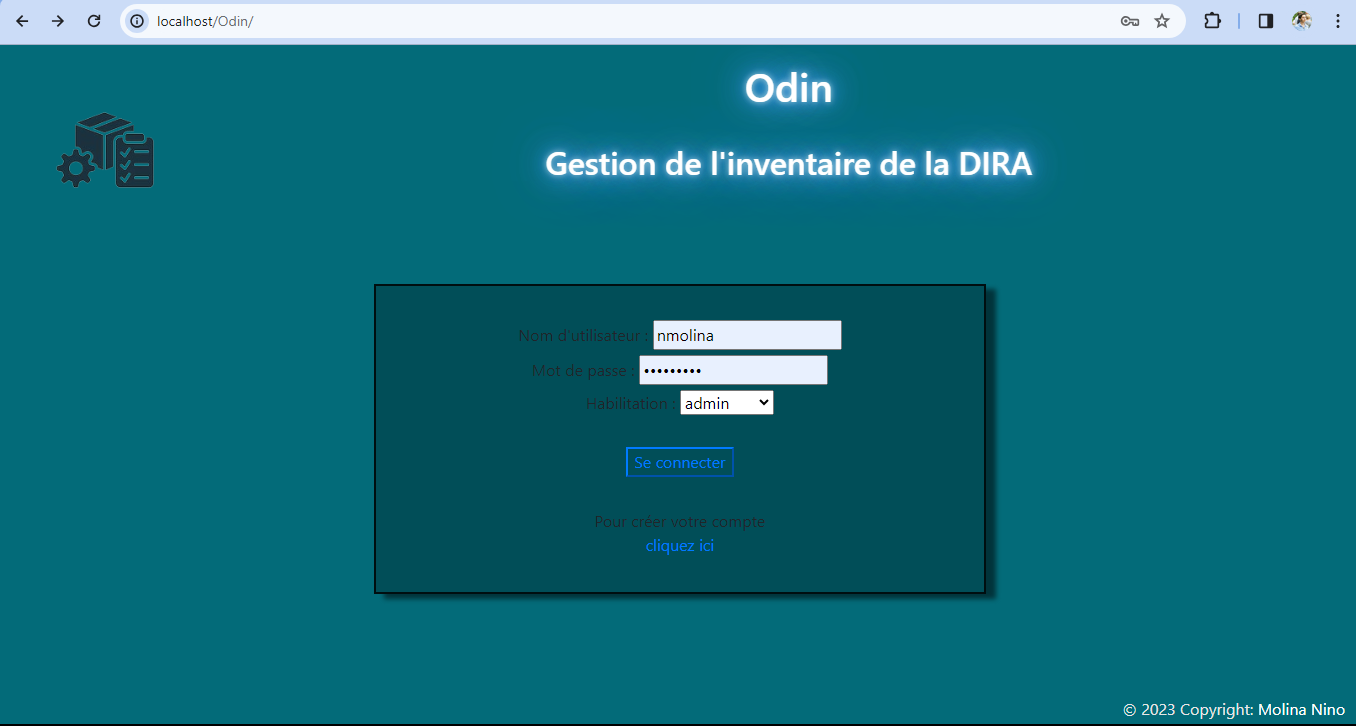 localhost/Odin/
Odin
Gestion de l'inventaire de la DIRA
Nom d'utilisateur : nmolina
Mot de passe : •••••••••
Habilitation : admin
Se connecter
Pour créer votre compte
cliquez ici
© 2023 Copyright: Molina Nino